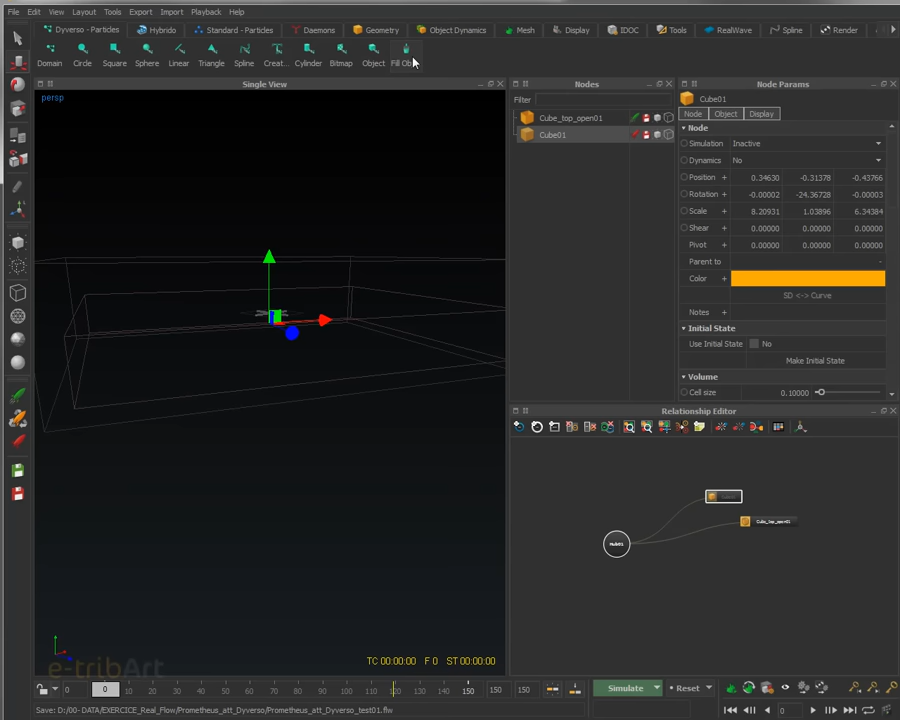 File Edit View Layout Tools Export Import Playback Help
Dyverso - Particles Hybrido Standard - Particles Daemons Geometry Object Dynamics Mesh Display IDOC Tools RealWave Spline Render
Domain Circle Square Sphere Linear Triangle Spline Creat... Cylinder Bitmap Object Fill Ob
Single View
persp
TC 00:00:00 F 0 ST 00:00:00
e-tribArt
Nodes
Filter
Cube_top_open01
Cube01
Node Params
Cube01
Node Object Display
Node
Simulation Inactive
Dynamics No
Position + 0.34630 -0.31378 -0.43766
Rotation + -0.00002 -24.36728 -0.00003
Scale + 8.20931 1.03896 6.34384
Shear + 0.00000 0.00000 0.00000
Pivot + 0.00000 0.00000 0.00000
Parent to -
Color +
SD <-> Curve
Notes +
Initial State
Use Initial State No
Make Initial State
Volume
Cell size 0.10000
Relationship Editor
Cube_top_open01
Hub01
0 0 10 20 30 40 50 60 70 80 90 100 110 120 130 140 150 150 150
Simulate Reset
Save: D:/00- DATA/EXERCICE_Real_Flow/Prometheus_att_Dyverso/Prometheus_att_Dyverso_test01.flw
0